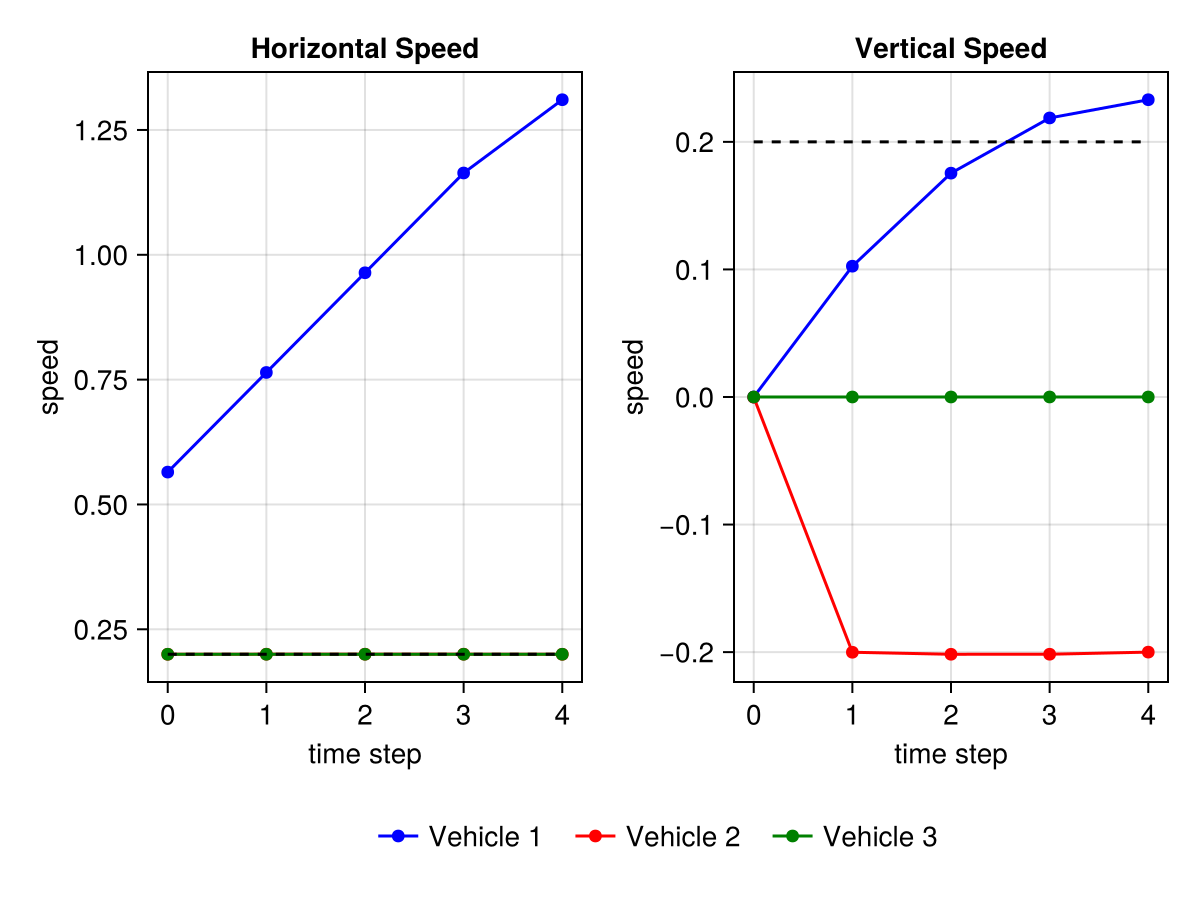 Horizontal Speed
1.25
1.00
0.75
0.50
0.25
speed
0 1 2 3 4
time step
Vertical Speed
0.2
0.1
0.0
−0.1
−0.2
speed
0 1 2 3 4
time step
Vehicle 1 Vehicle 2 Vehicle 3